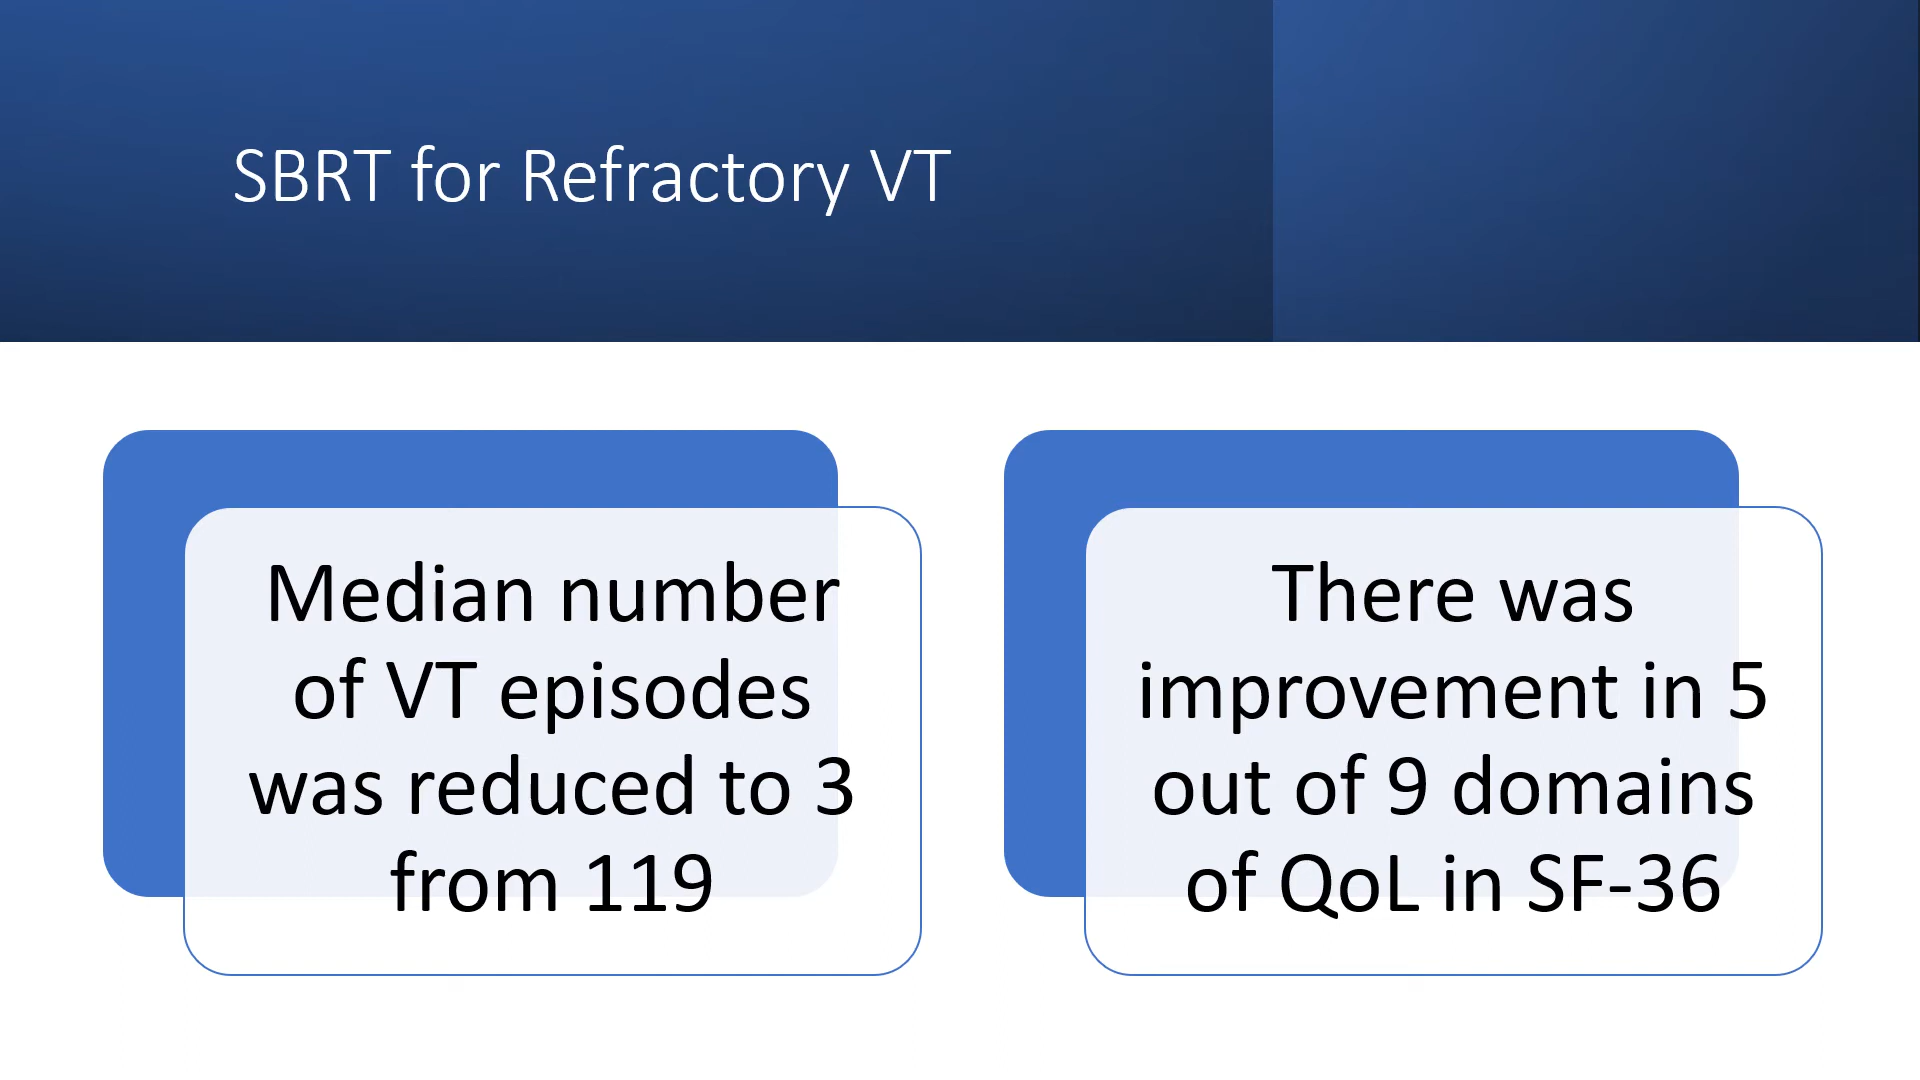 SBRT for Refractory VT
Median number
of VT episodes
was reduced to 3
from 119
There was
improvement in 5
out of 9 domains
of QoL in SF-36